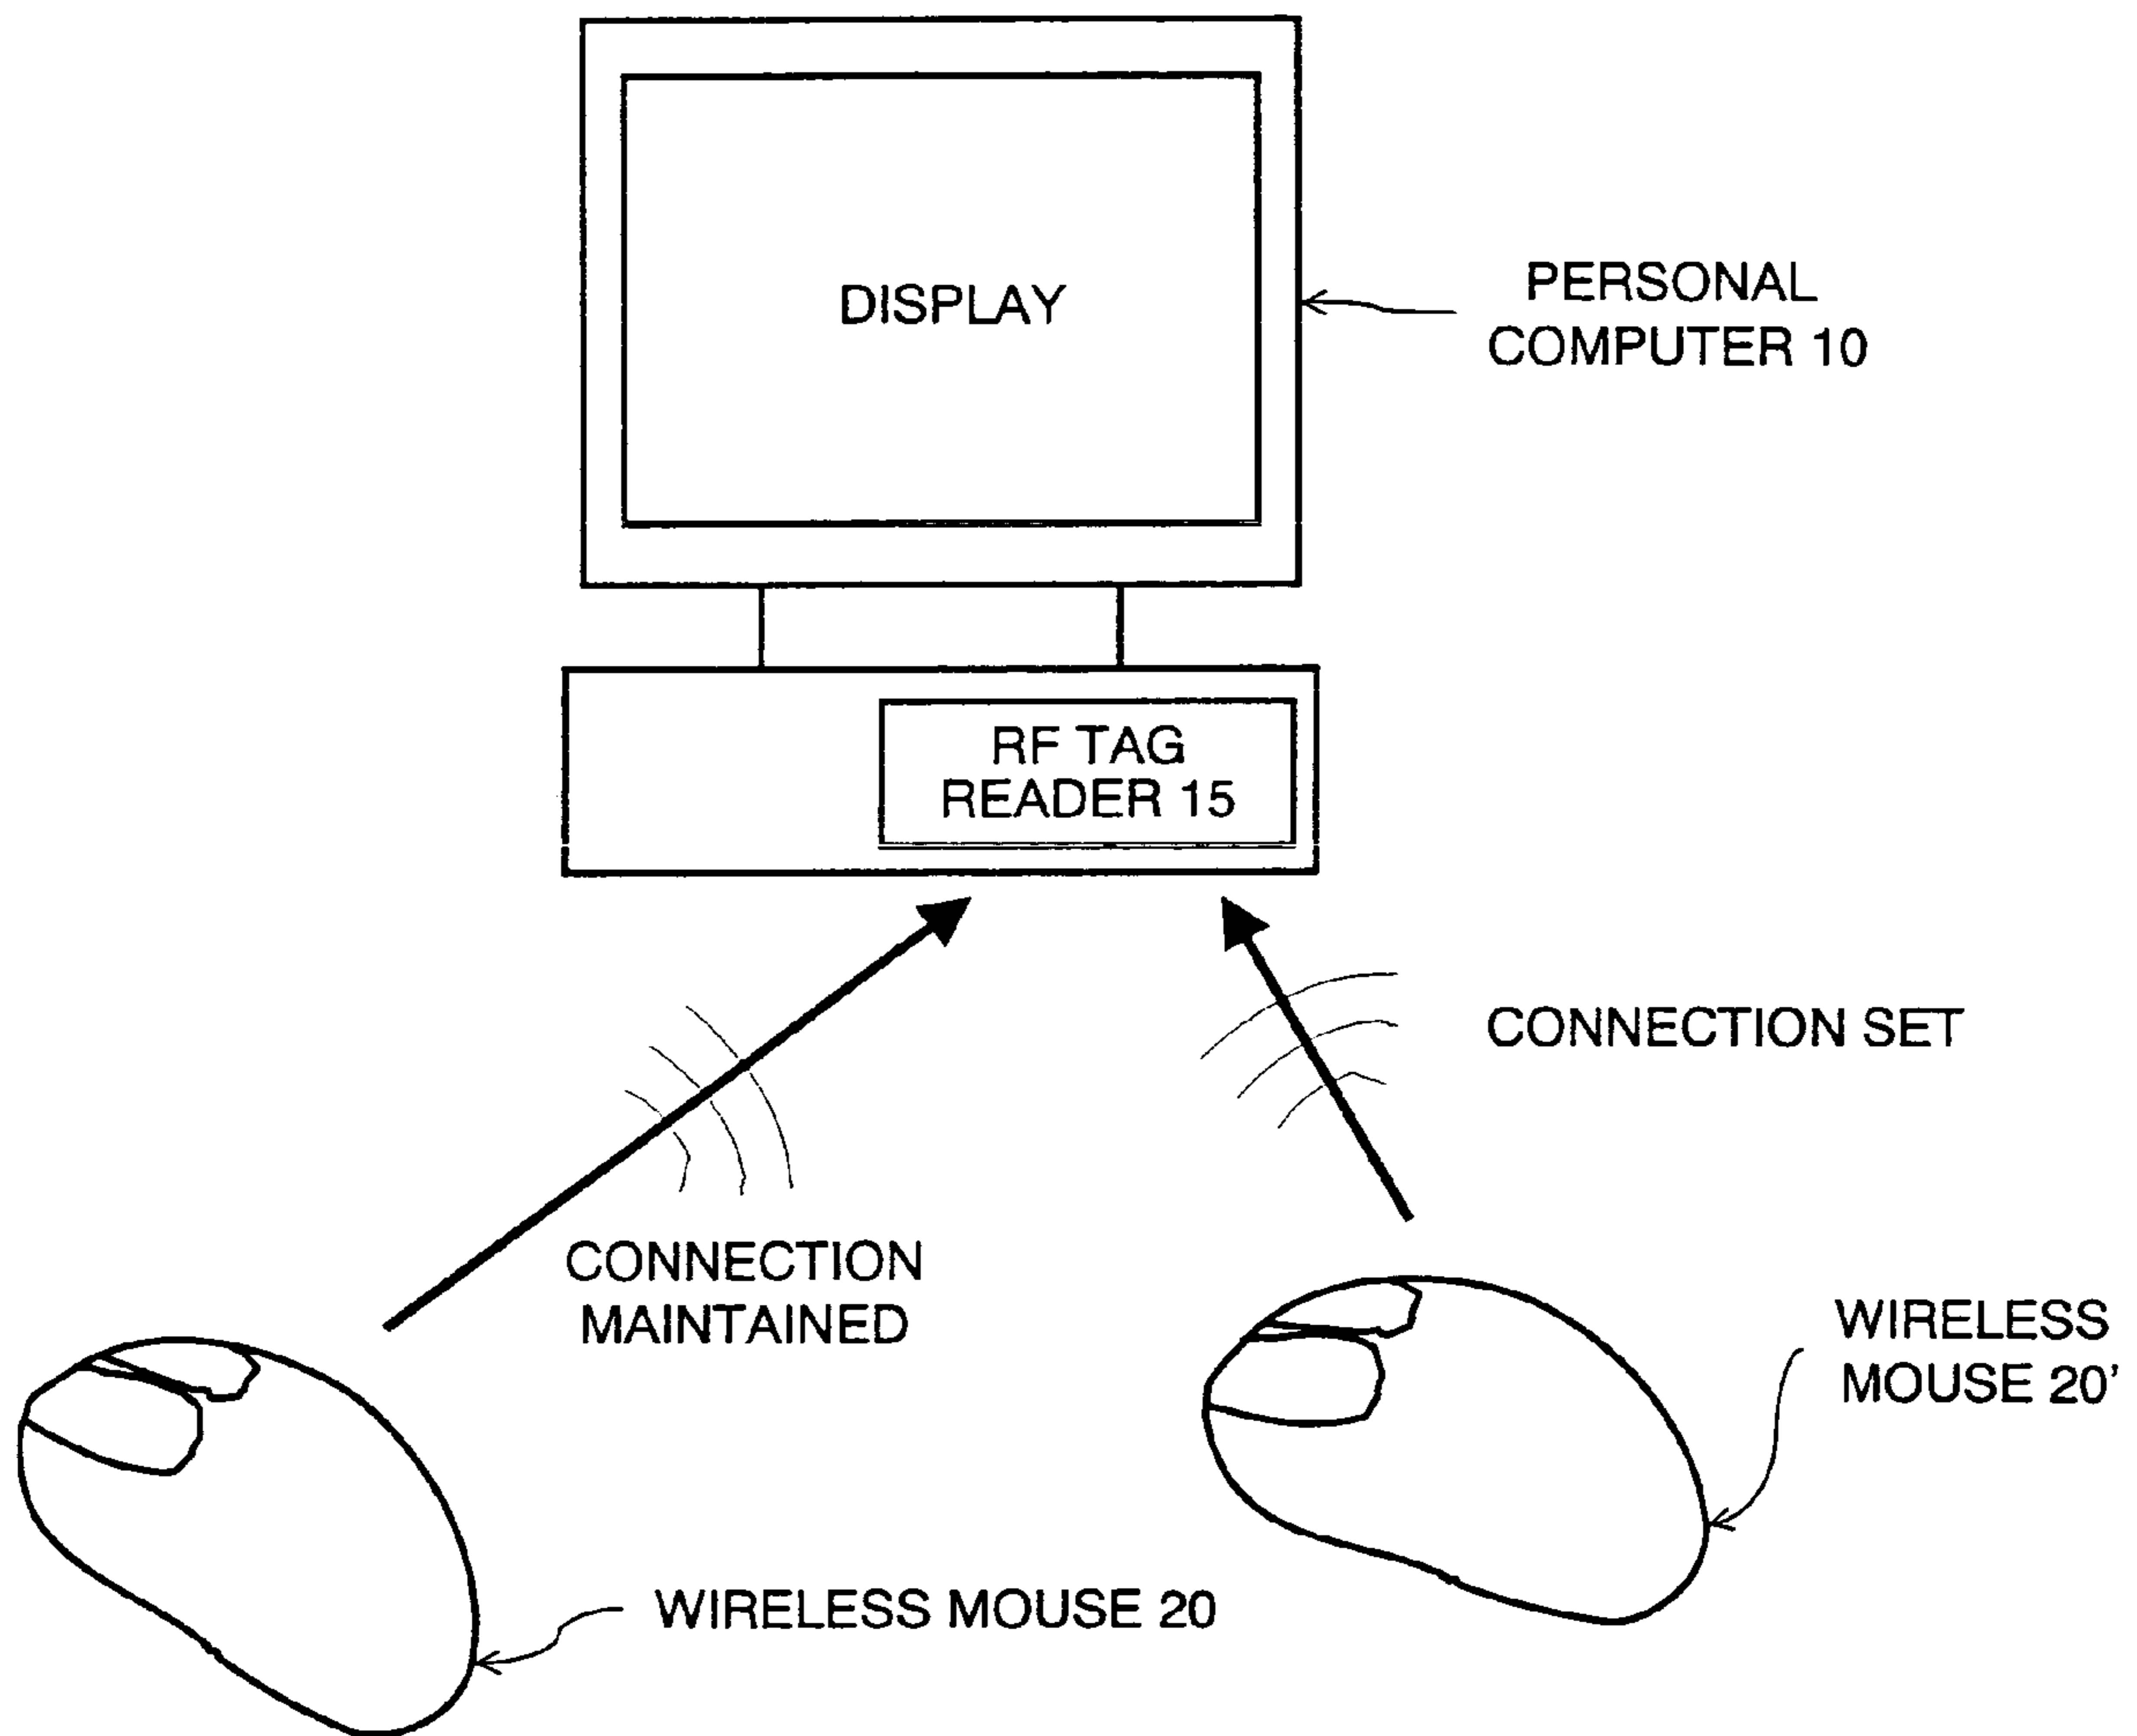 DISPLAY
PERSONAL
COMPUTER 10
RF TAG
READER 15
CONNECTION SET
CONNECTION
MAINTAINED
WIRELESS
MOUSE 20'
WIRELESS MOUSE 20